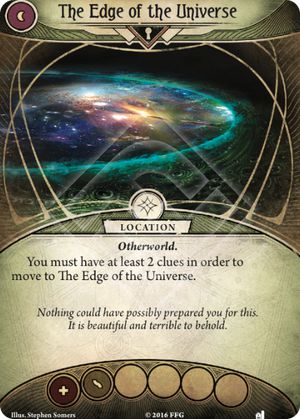 The Edge of the Universe
LOCATION
Otherworld.
You must have at least 2 clues in order to
move to The Edge of the Universe.
Nothing could have possibly prepared you for this.
It is beautiful and terrible to behold.
Illus. Stephen Somers
© 2016 FFG